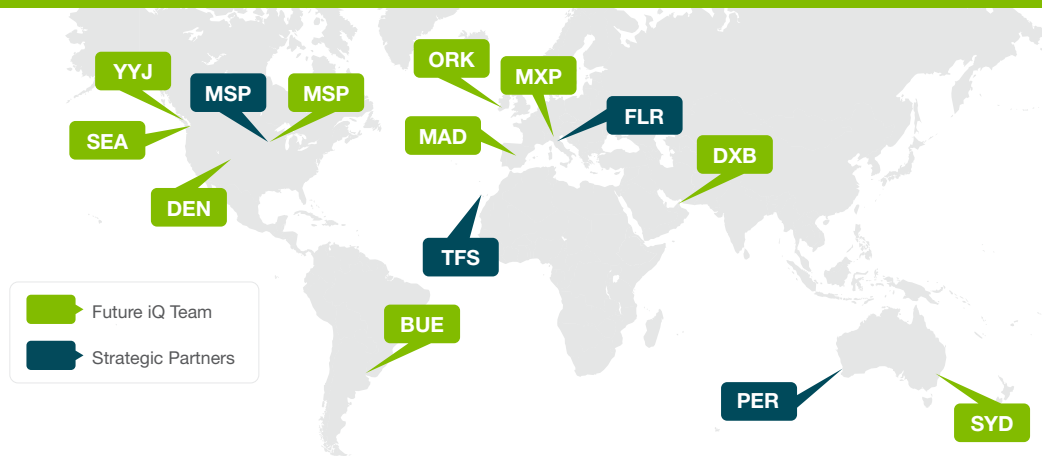 YYJ
MSP
MSP
SEA
DEN
ORK
MXP
FLR
MAD
DXB
TFS
BUE
PER
SYD
Future iQ Team
Strategic Partners